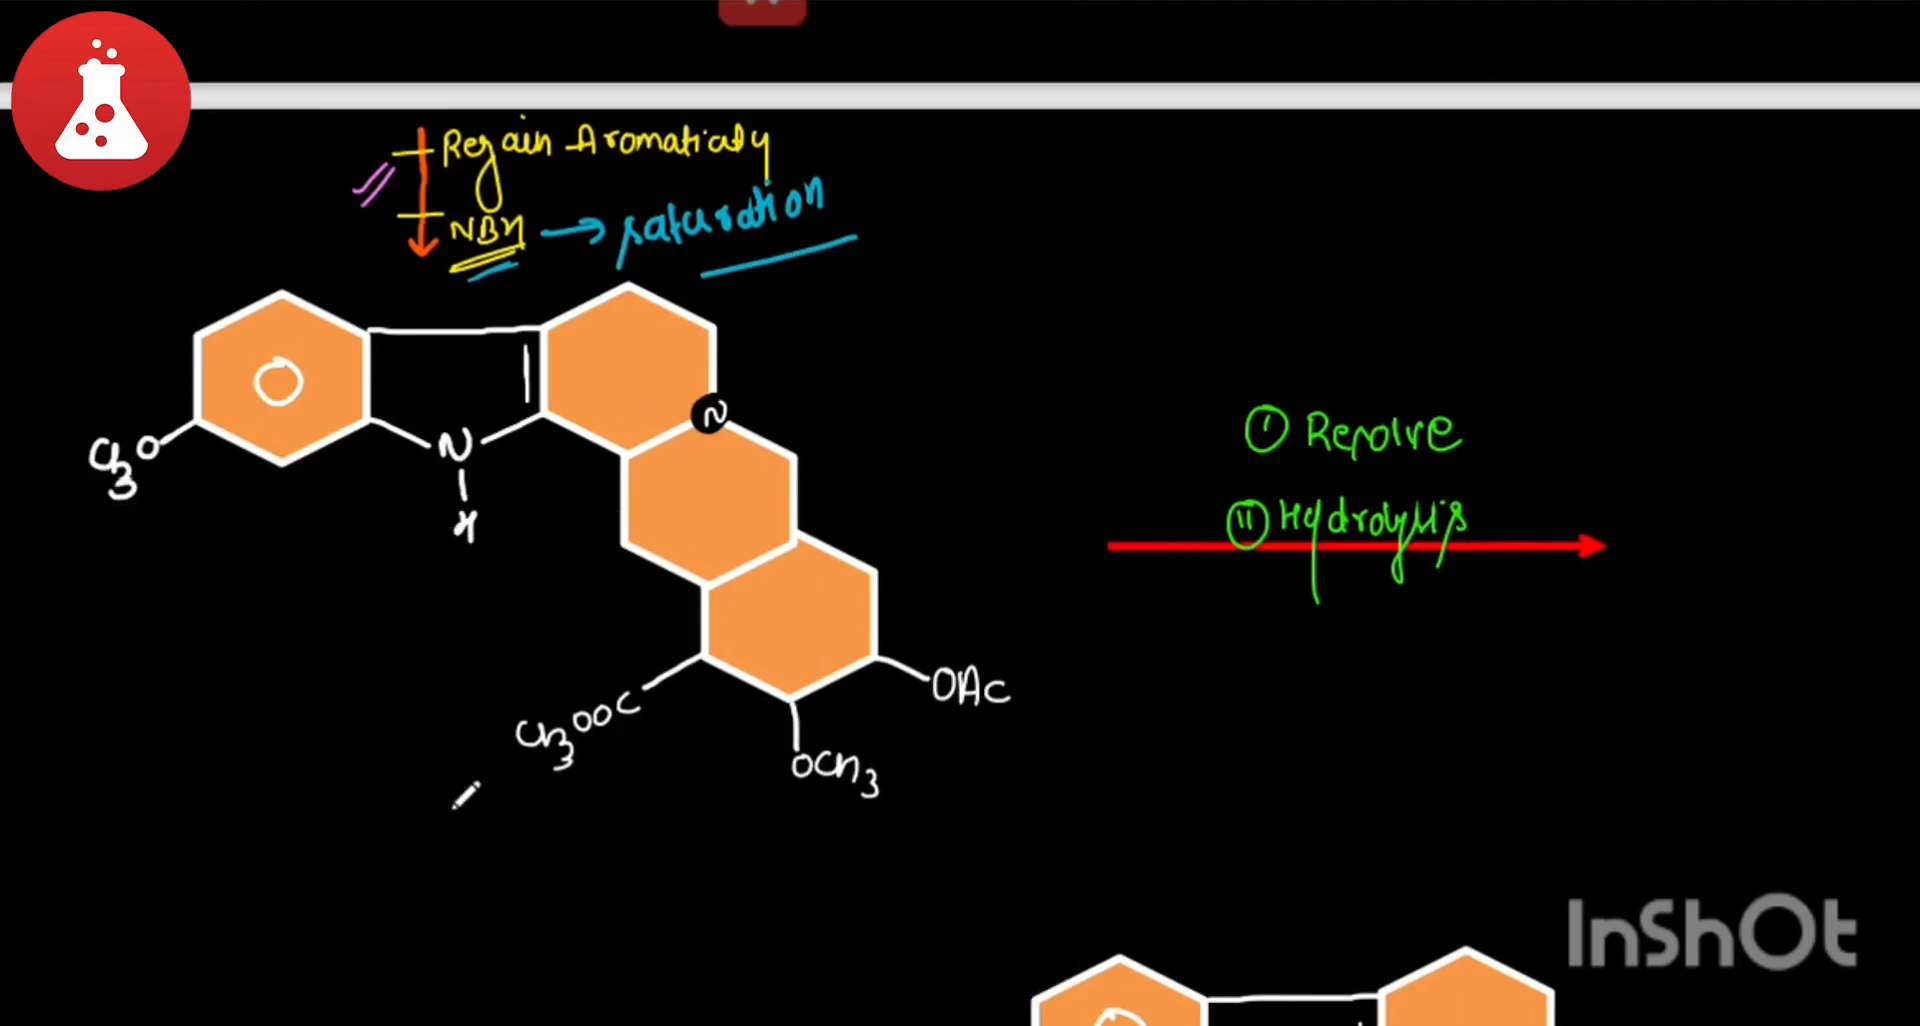 Regain Aromaticity
NBH → saturation
CH3O
N
N
H
① Resolve
② Hydrolysis
OAc
CH3OOC
OCH3
InShOt